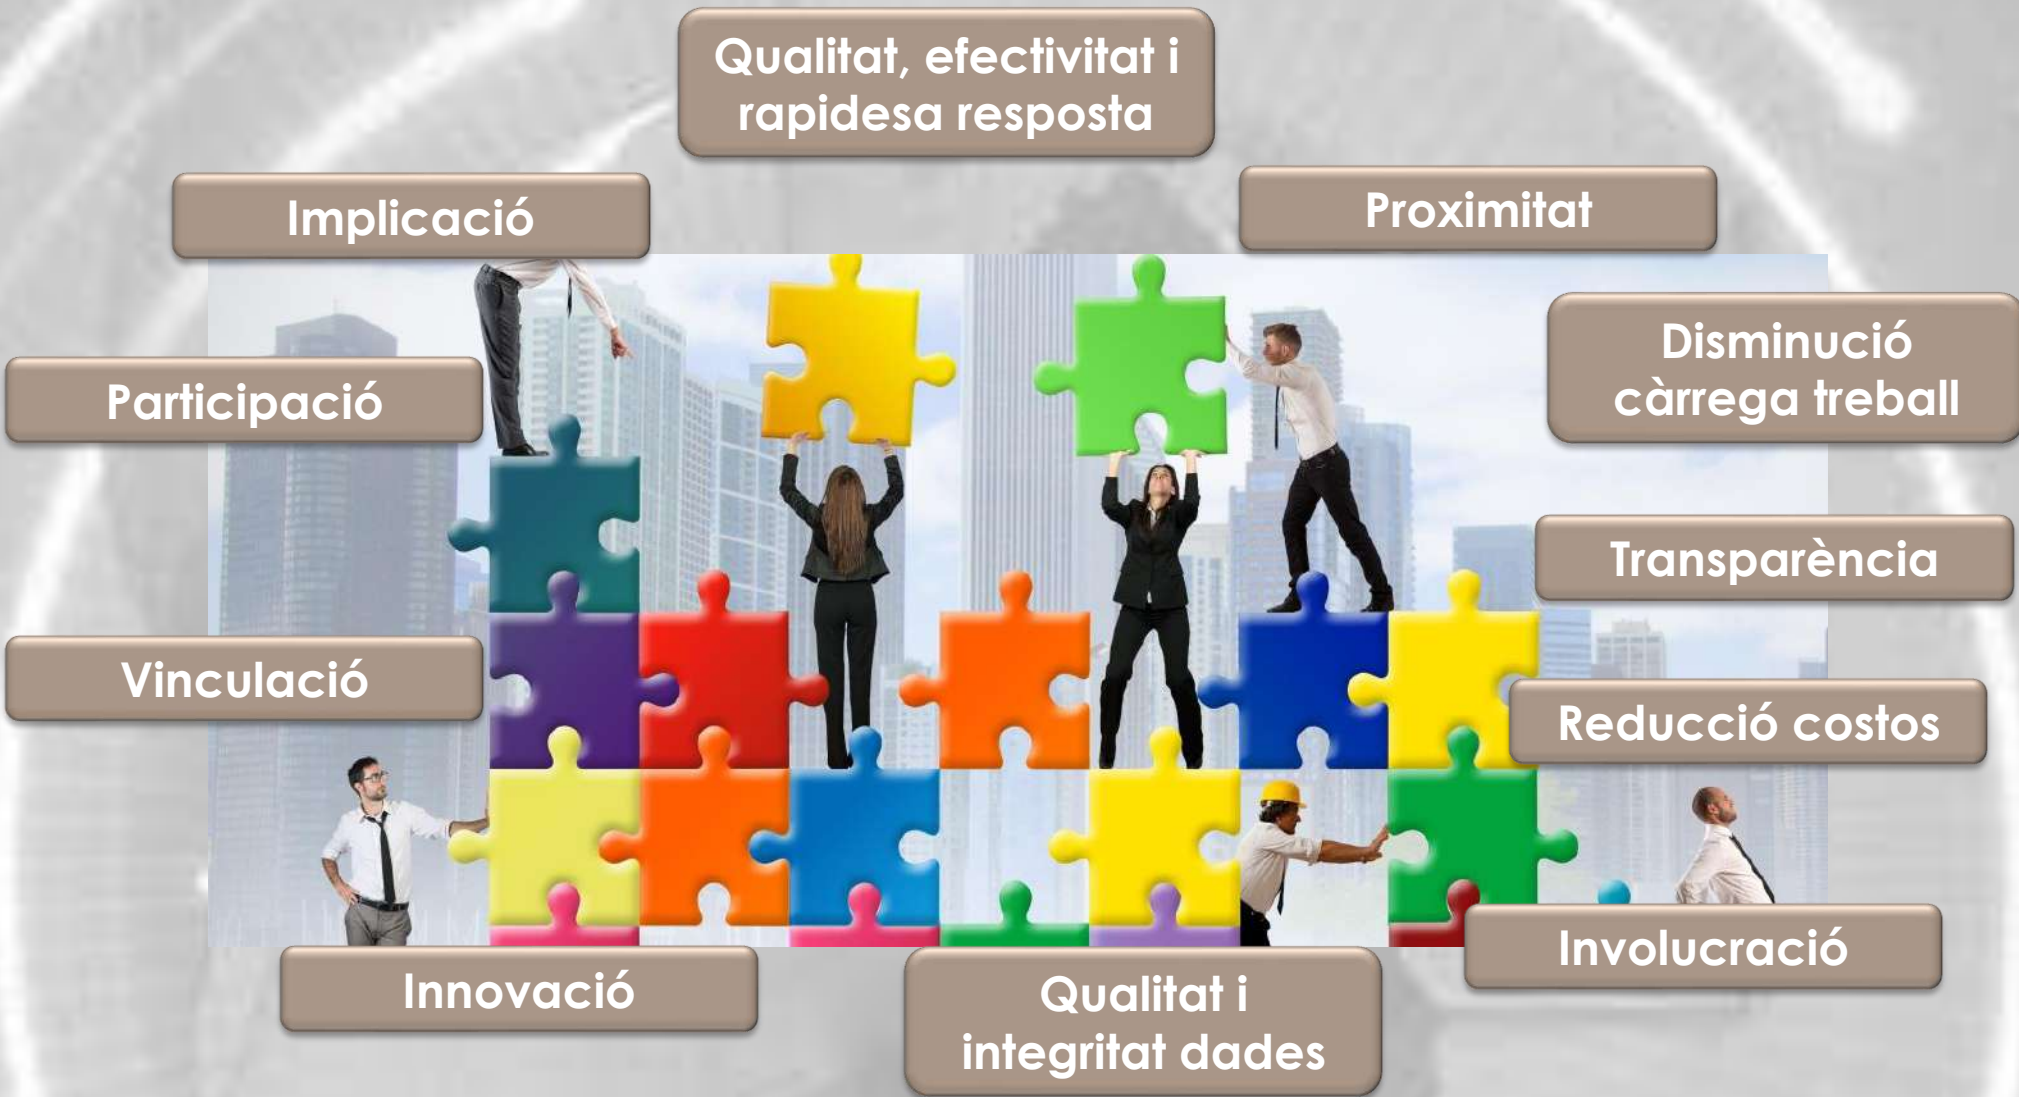 Qualitat, efectivitat i
rapidesa resposta
Implicació
Proximitat
Disminució
càrrega treball
Participació
Transparència
Vinculació
Reducció costos
Involucració
Innovació
Qualitat i
integritat dades